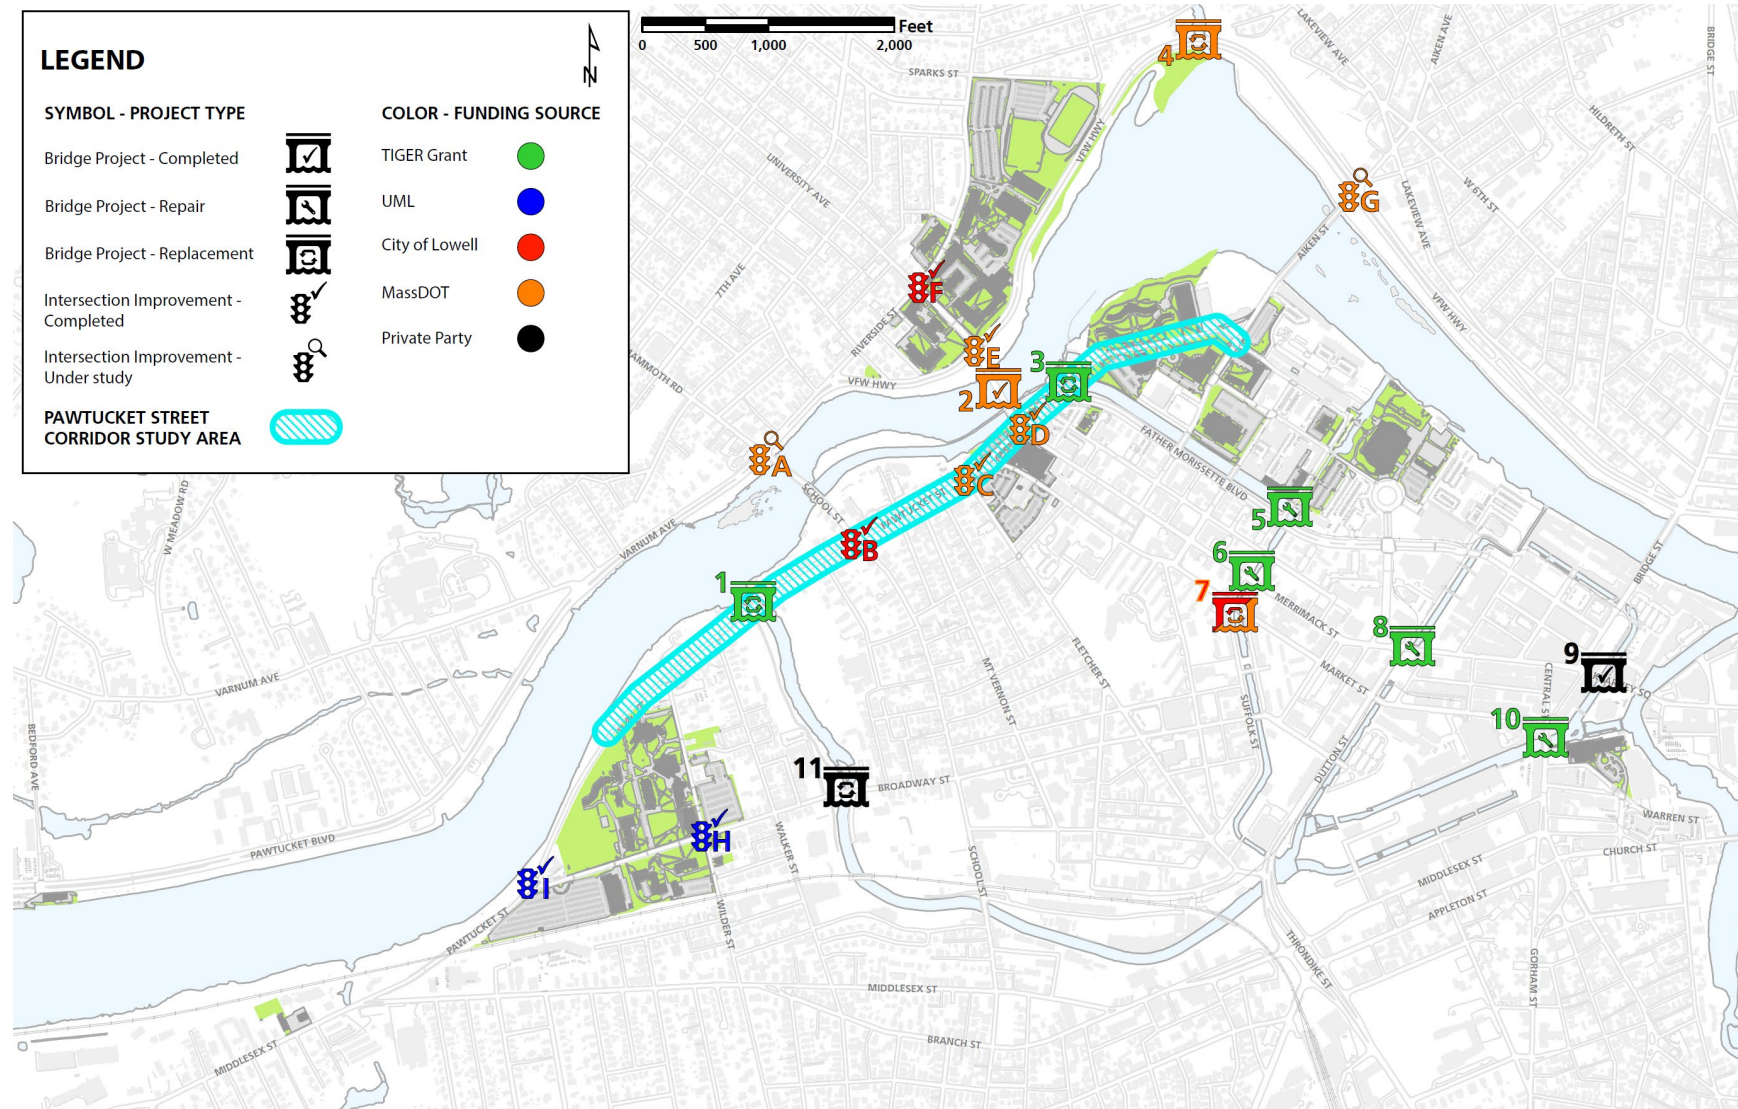 LEGEND
N
SYMBOL - PROJECT TYPE
Bridge Project - Completed
Bridge Project - Repair
Bridge Project - Replacement
Intersection Improvement -
Completed
Intersection Improvement -
Under study
PAWTUCKET STREET
CORRIDOR STUDY AREA
COLOR - FUNDING SOURCE
TIGER Grant
UML
City of Lowell
MassDOT
Private Party
Feet
0 500 1,000 2,000
SPARKS ST
LAKEVIEW AVE
AIKEN AVE
BRIDGE ST
4
HILDRETH ST
VFW HWY
UNIVERSITY AVE
W 6TH ST
LAKEVIEW AVE
G
AIKEN ST
7TH AVE
F
VFW HWY
RIVERSIDE ST
MAMMOTH RD
E
VFW HWY
2
3
D
A
C
FATHER MORISSETTE BLVD
SCHOOL ST
PAWTUCKET ST
W MEADOW RD
VARNUM AVE
B
5
6
7
1
BRIDGE ST
MERRIMACK ST
8
FLETCHER ST
MT VERNON ST
MARKET ST
9
CENTRAL ST
VARNUM AVE
SUFFOLK ST
10
BEDFORD AVE
DUTTON ST
11
BROADWAY ST
WARREN ST
H
WALKER ST
PAWTUCKET BLVD
CHURCH ST
MIDDLESEX ST
SCHOOL ST
I
APPLETON ST
PAWTUCKET ST
WILDER ST
THRONDIKE ST
GORHAM ST
MIDDLESEX ST
BRANCH ST
MIDDLESEX ST